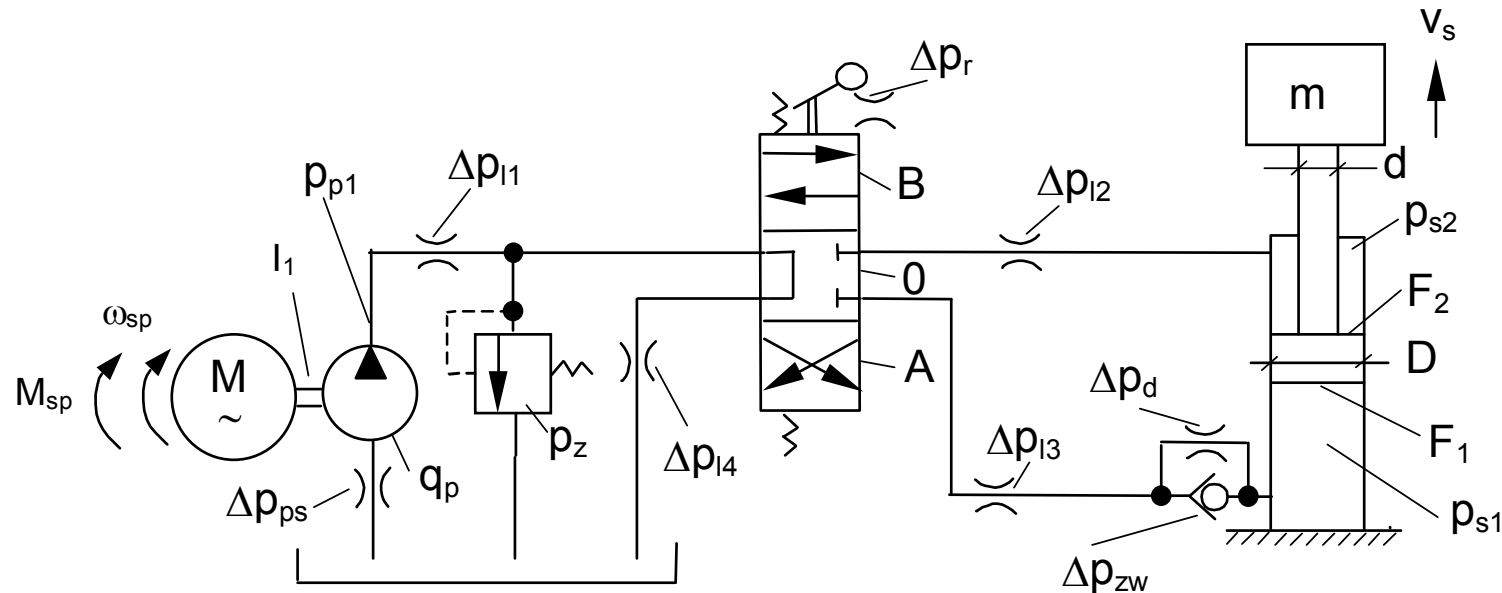 v_s
Δp_r
m
Δp_l1
d
p_p1
B
Δp_l2
p_s2
I_1
0
ω_sp
F_2
M
~
A
D
M_sp
Δp_d
p_z
Δp_l3
F_1
Δp_l4
q_p
Δp_ps
p_s1
Δp_zw